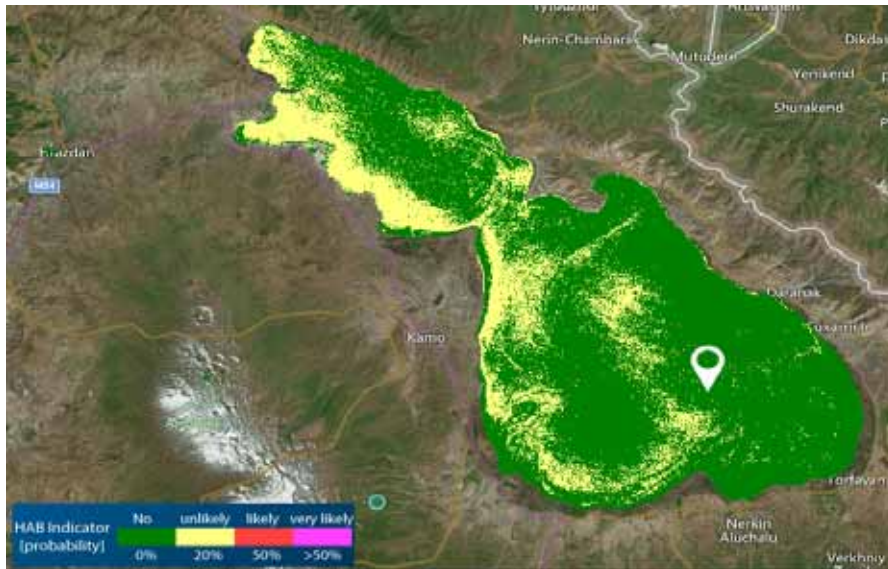 Nerin-Chambarak
Mutudere
Dikdas
Yenikend
Shurakend
Hrazdan
M84
Daranak
Kamo
Torfavan
Nerkin
Aluchalu
Verkhniy
HAB Indicator
[probability]
No unlikely likely very likely
0% 20% 50% >50%